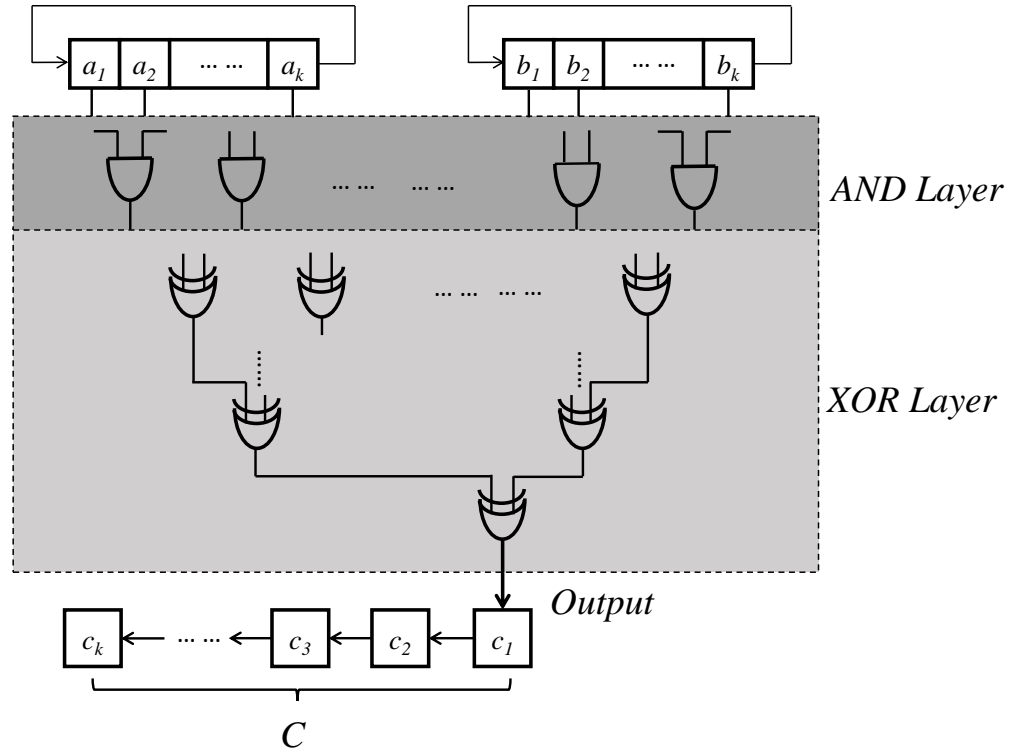 a1 a2 ... ... ak
b1 b2 ... ... bk
... ... ... ...
AND Layer
... ... ... ...
XOR Layer
Output
ck ... ... c3 c2 c1
C